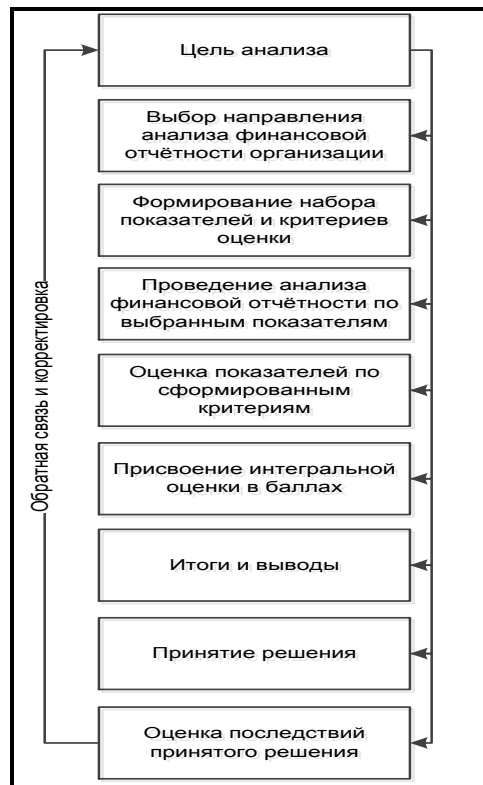 Цель анализа
Выбор направления
анализа финансовой
отчётности организации
Формирование набора
показателей и критериев
оценки
Проведение анализа
финансовой отчётности по
выбранным показателям
Оценка показателей по
сформированным
критериям
Присвоение интегральной
оценки в баллах
Итоги и выводы
Принятие решения
Оценка последствий
принятого решения
Обратная связь и корректировка